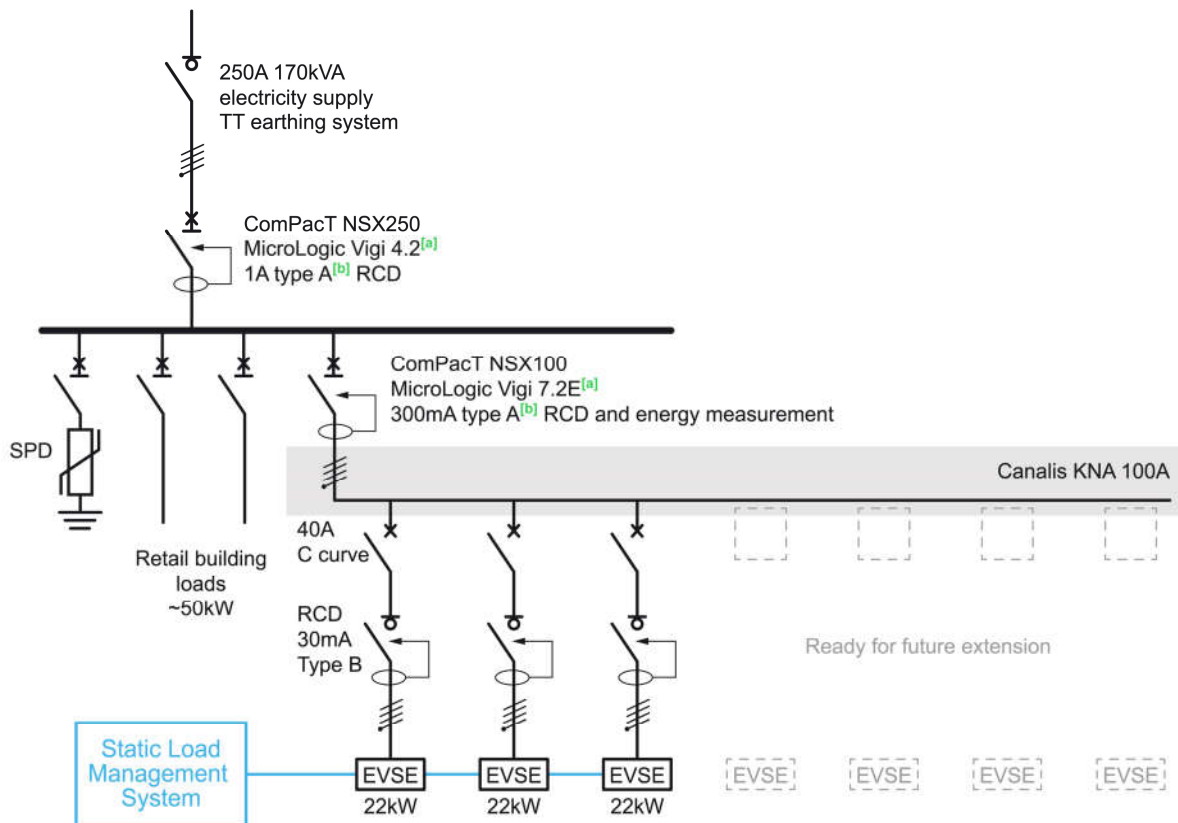 250A 170kVA
electricity supply
TT earthing system
ComPacT NSX250
MicroLogic Vigi 4.2[a]
1A type A[b] RCD
ComPacT NSX100
MicroLogic Vigi 7.2E[a]
300mA type A[b] RCD and energy measurement
SPD
Canalis KNA 100A
Retail building
loads
~50kW
40A
C curve
RCD
30mA
Type B
Ready for future extension
Static Load
Management
System
EVSE
EVSE
EVSE
EVSE
EVSE
EVSE
EVSE
22kW
22kW
22kW